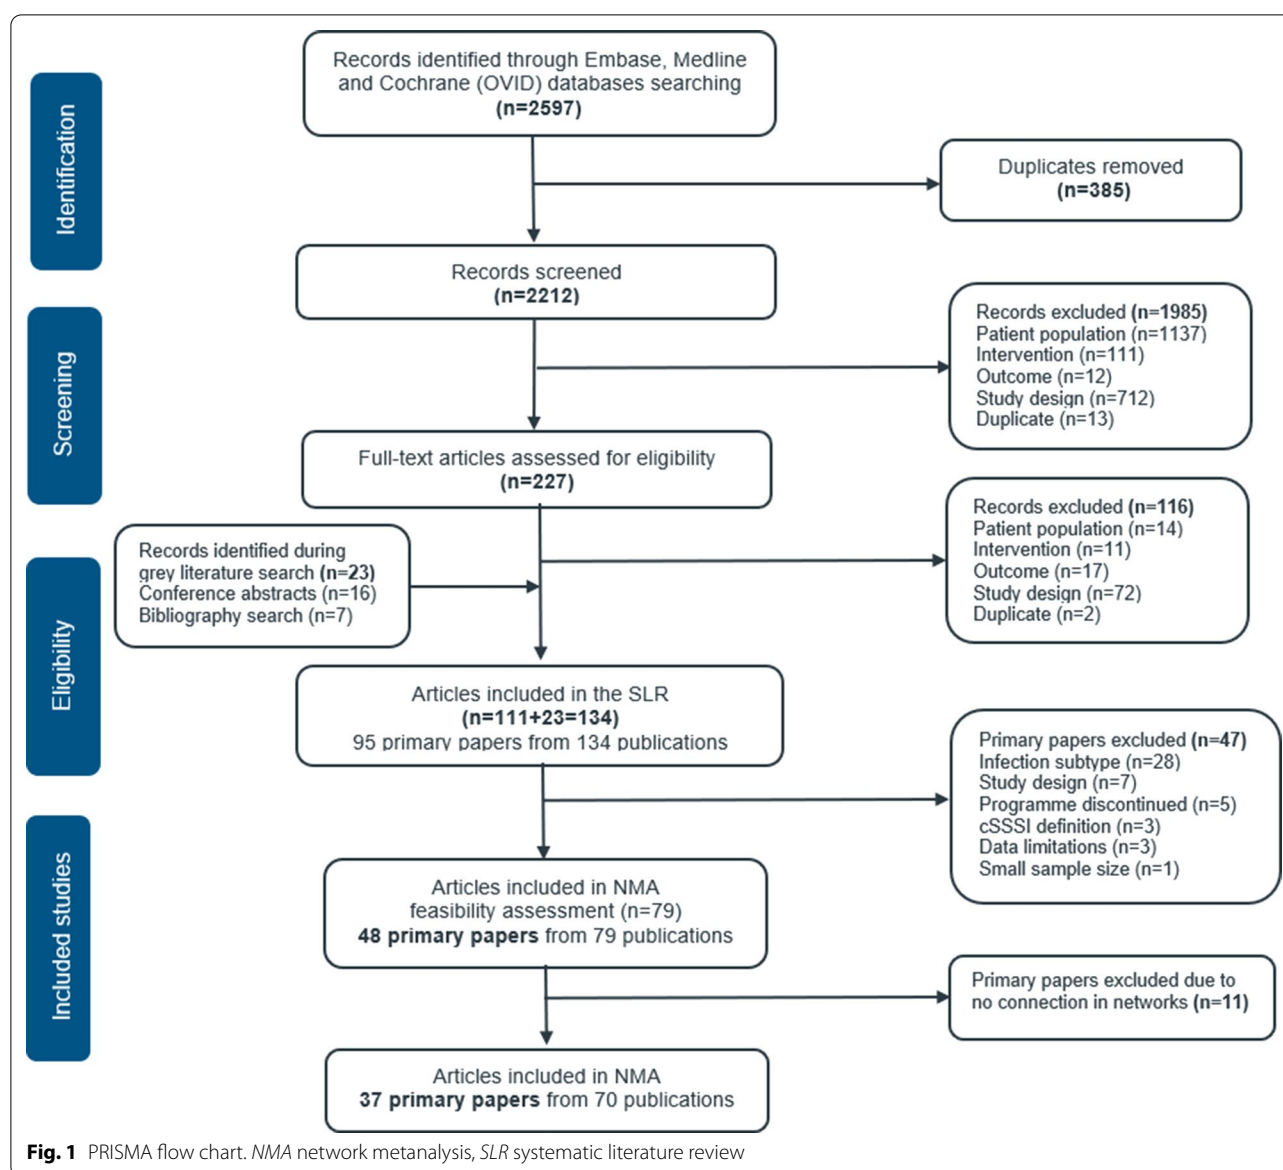 Records identified through Embase, Medline
and Cochrane (OVID) databases searching
(n=2597)
Identification
Duplicates removed
(n=385)
Records screened
(n=2212)
Screening
Records excluded (n=1985)
Patient population (n=1137)
Intervention (n=111)
Outcome (n=12)
Study design (n=712)
Duplicate (n=13)
Full-text articles assessed for eligibility
(n=227)
Records excluded (n=116)
Patient population (n=14)
Intervention (n=11)
Outcome (n=17)
Study design (n=72)
Duplicate (n=2)
Records identified during
grey literature search (n=23)
Conference abstracts (n=16)
Bibliography search (n=7)
Eligibility
Articles included in the SLR
(n=111+23=134)
95 primary papers from 134 publications
Primary papers excluded (n=47)
Infection subtype (n=28)
Study design (n=7)
Programme discontinued (n=5)
cSSSI definition (n=3)
Data limitations (n=3)
Small sample size (n=1)
Included studies
Articles included in NMA
feasibility assessment (n=79)
48 primary papers from 79 publications
Primary papers excluded due to
no connection in networks (n=11)
Articles included in NMA
37 primary papers from 70 publications
Fig. 1 PRISMA flow chart. NMA network metanalysis, SLR systematic literature review